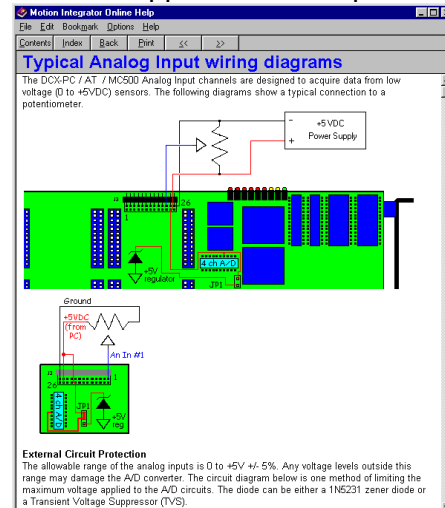 Motion Integrator Online Help
File Edit Bookmark Options Help
Contents Index Back Print << >>
Typical Analog Input wiring diagrams
The DCX-PC / AT / MC500 Analog Input channels are designed to acquire data from low
voltage (0 to +5VDC) sensors. The following diagrams show a typical connection to a
potentiometer.
- +5 VDC
+ Power Supply
26
1
4 ch A/D
+5V
regulator
JP1
Ground
+5VDC
(from
PC)
An In #1
26
1
4 ch A/D
JP1
+5V
reg
External Circuit Protection
The allowable range of the analog inputs is 0 to +5V +/- 5%. Any voltage levels outside this
range may damage the A/D converter. The circuit diagram below is one method of limiting the
maximum voltage applied to the A/D circuits. The diode can be either a 1N5231 zener diode or
a Transient Voltage Suppressor (TVS).